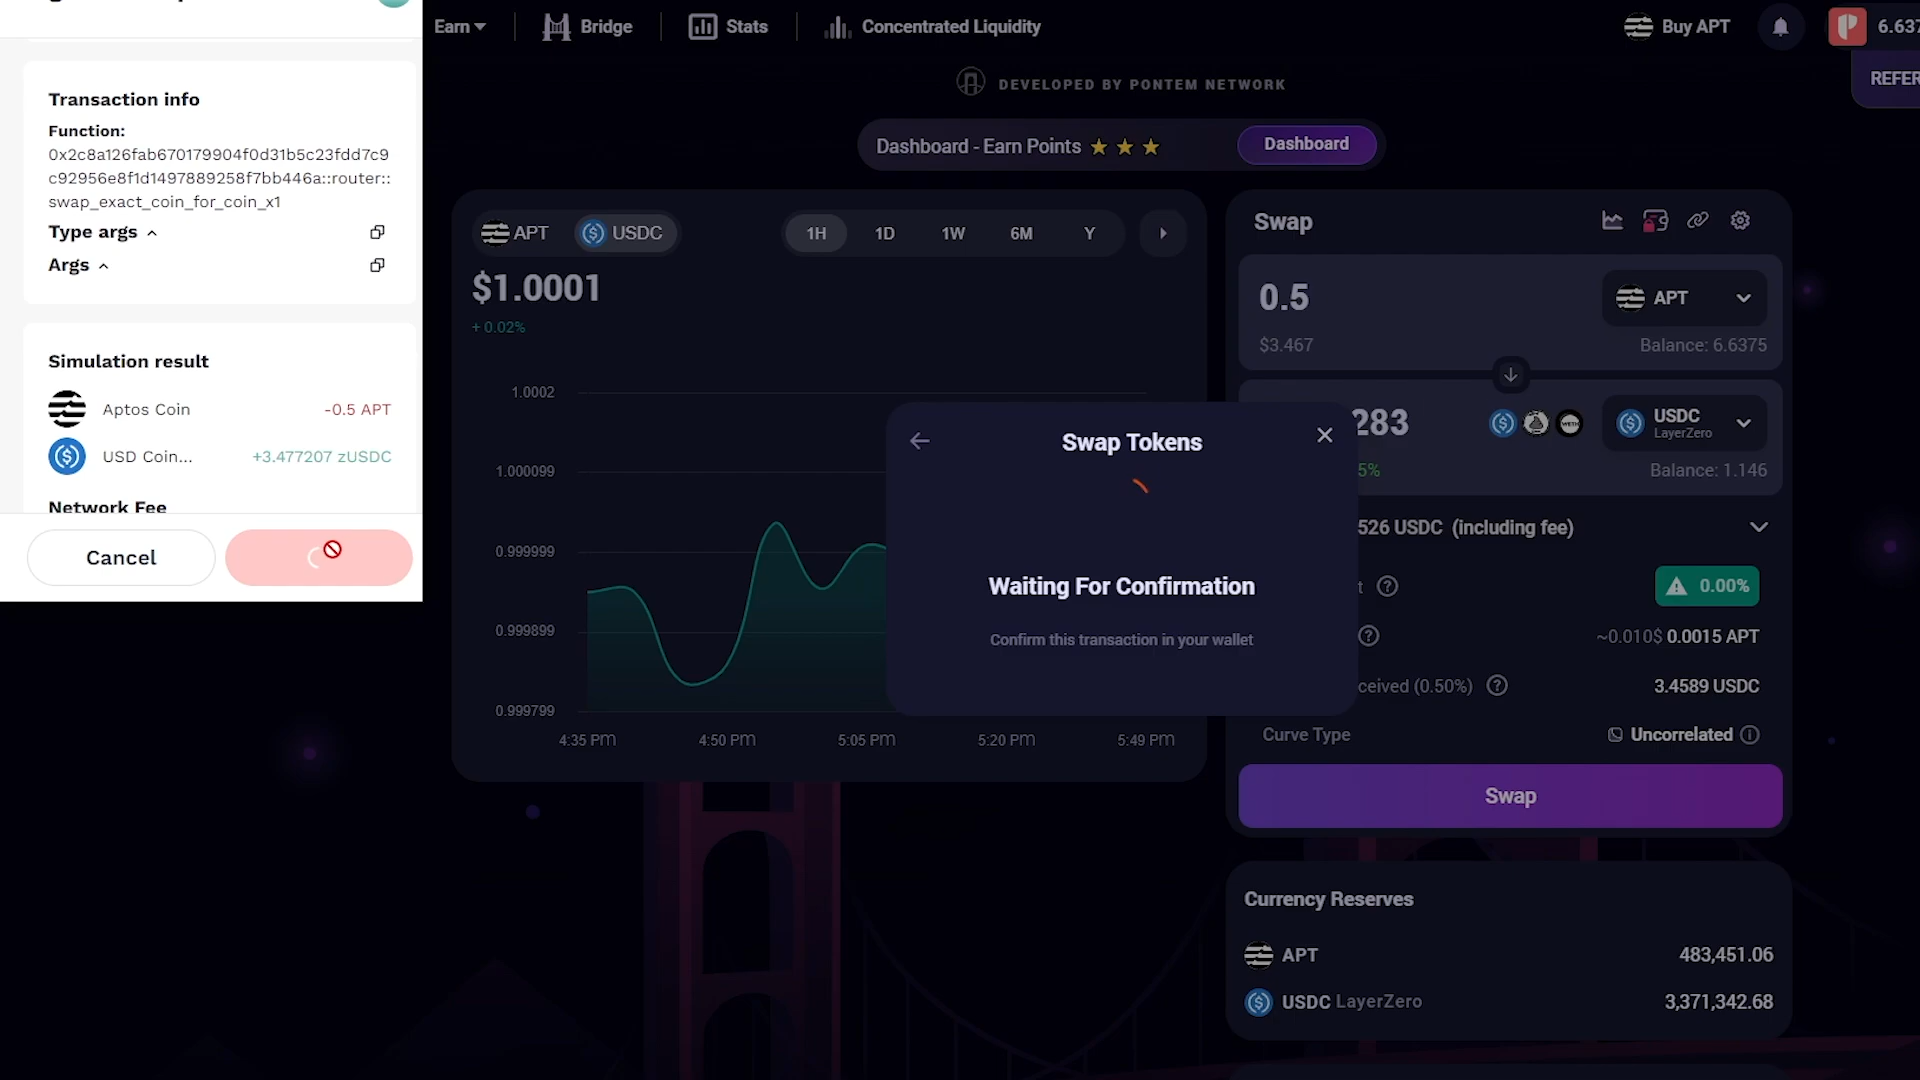 Transaction info
Function:
0x2c8a126fab670179904f0d31b5c23fdd7c9
c92956e8f1d1497889258f7bb446a::router::
swap_exact_coin_for_coin_x1
Type args
Args
Simulation result
Aptos Coin -0.5 APT
USD Coin... +3.477207 zUSDC
Network Fee
Cancel
Earn Bridge Stats Concentrated Liquidity Buy APT 6.637
REFER
DEVELOPED BY PONTEM NETWORK
Dashboard - Earn Points Dashboard
APT USDC 1H 1D 1W 6M Y
$1.0001
+ 0.02%
1.0002
1.000099
0.999999
0.999899
0.999799
4:35 PM 4:50 PM 5:05 PM 5:20 PM 5:49 PM
Swap Tokens
Waiting For Confirmation
Confirm this transaction in your wallet
Swap
0.5 APT
$3.467 Balance: 6.6375
283 USDC
LayerZero
5% Balance: 1.146
526 USDC (including fee)
0.00%
~0.010$ 0.0015 APT
ceived (0.50%) 3.4589 USDC
Curve Type Uncorrelated
Swap
Currency Reserves
APT 483,451.06
USDC LayerZero 3,371,342.68